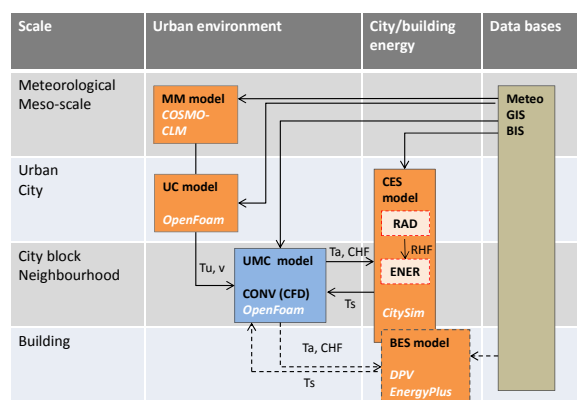 Scale
Urban environment
City/building
energy
Data bases
Meteorological
Meso-scale
MM model
COSMO-
CLM
Meteo
GIS
BIS
Urban
City
UC model
OpenFoam
CES
model
RAD
RHF
ENER
CitySim
City block
Neighbourhood
Tu, v
UMC model
CONV (CFD)
OpenFoam
Ta, CHF
Ts
Building
Ta, CHF
Ts
BES model
DPV
EnergyPlus